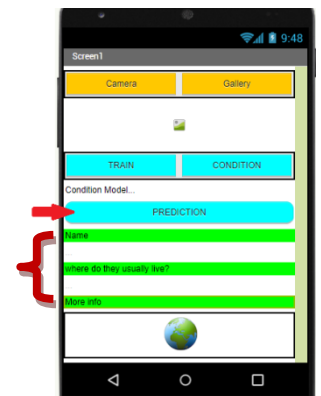 9:48
Screen1
Camera Gallery
TRAIN CONDITION
Condition Model...
PREDICTION
Name
where do they usually live?
More info